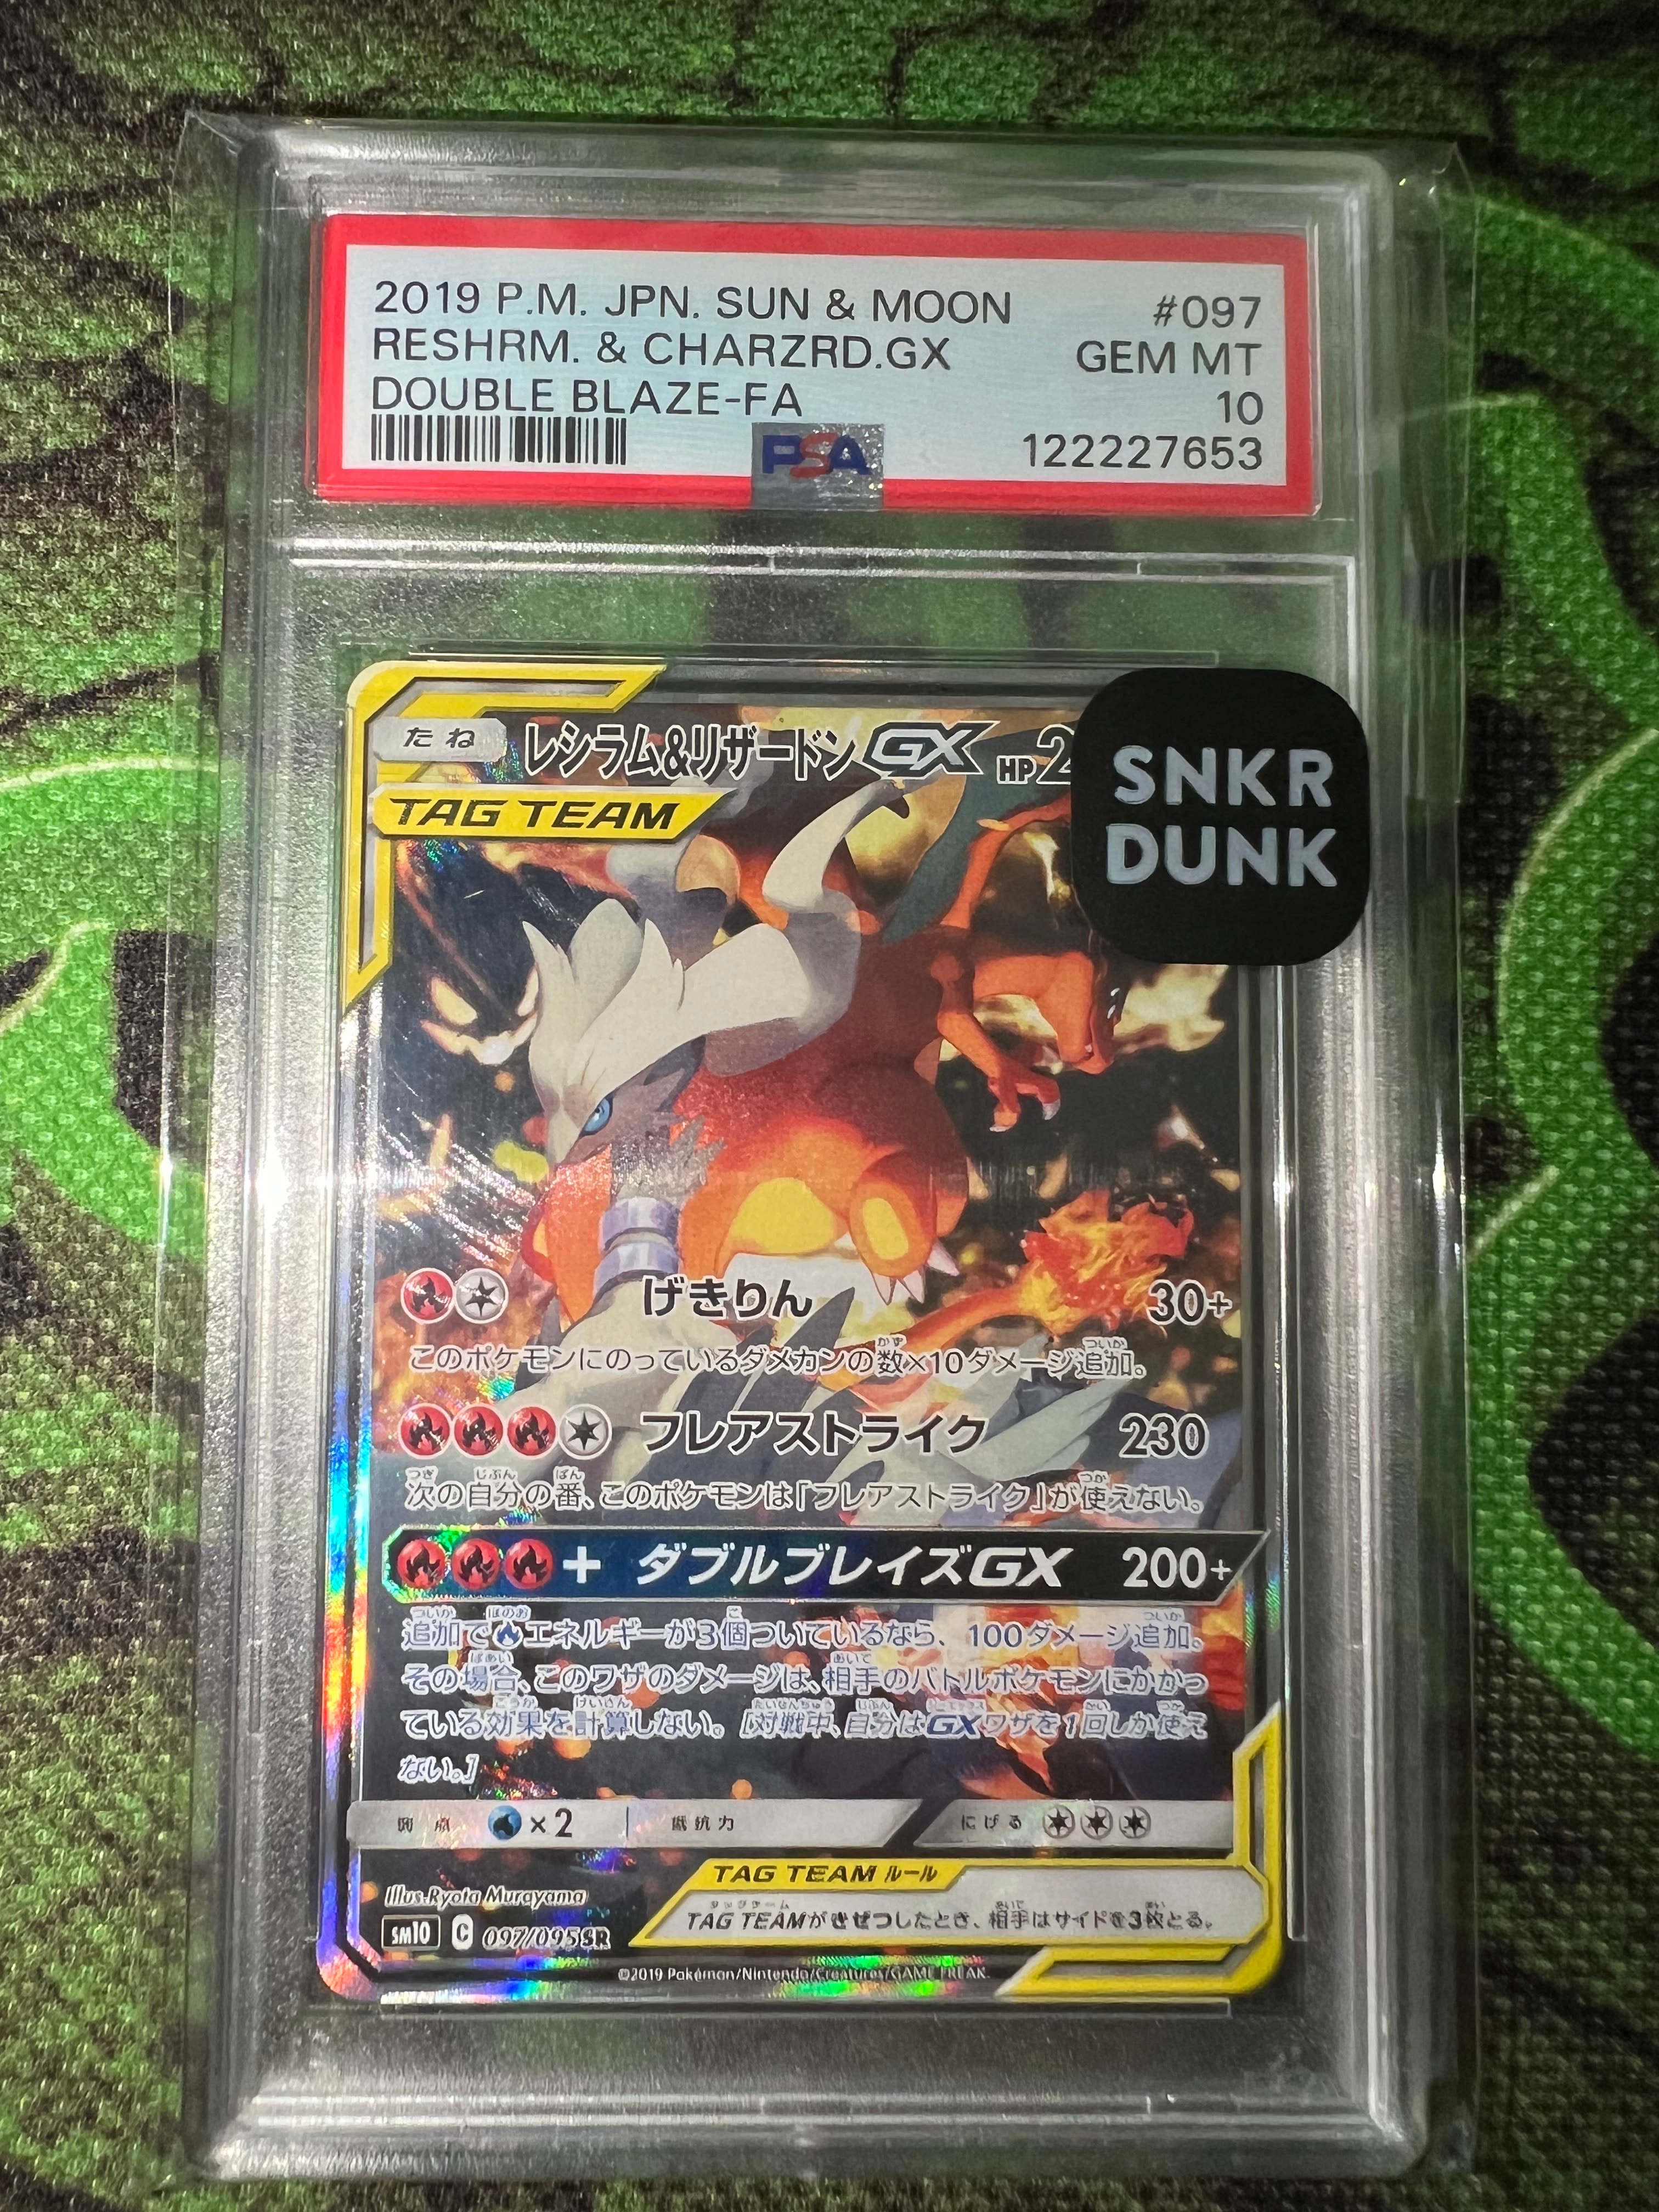 2019 P.M. JPN. SUN & MOON #097
RESHRM. & CHARZRD.GX GEM MT
DOUBLE BLAZE-FA 10
PSA 122227653
たね レシラム&リザードンGX HP2
TAG TEAM
SNKR
DUNK
げきりん 30+
このポケモンにのっているダメカンの数×10ダメージ追加。
フレアストライク 230
次の自分の番、このポケモンは「フレアストライク」が使えない。
+ ダブルブレイズGX 200+
追加で エネルギーが3個ついているなら、100ダメージ追加。
その場合、このワザのダメージは、相手のバトルポケモンにかかっ
ている効果を計算しない。[対戦中、自分はGXワザを1回しか使え
ない。]
弱点 ×2 抵抗力 にげる
TAG TEAM ルール
TAG TEAMがきぜつしたとき、相手はサイドを3枚とる。
Illus.Ryota Murayama
SM10 C 097/095 SR
©2019 Pokémon/Nintendo/Creatures/GAME FREAK.